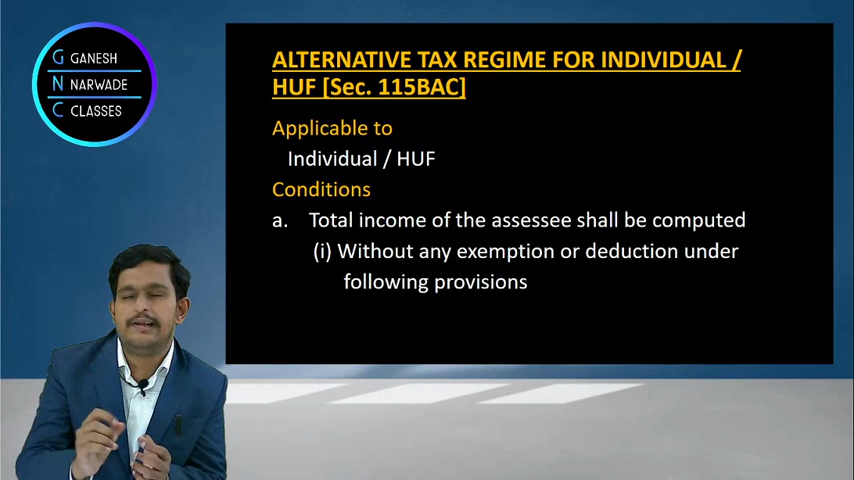 G GANESH
N NARWADE
C CLASSES
ALTERNATIVE TAX REGIME FOR INDIVIDUAL /
HUF [Sec. 115BAC]
Applicable to
Individual / HUF
Conditions
a. Total income of the assessee shall be computed
(i) Without any exemption or deduction under
following provisions